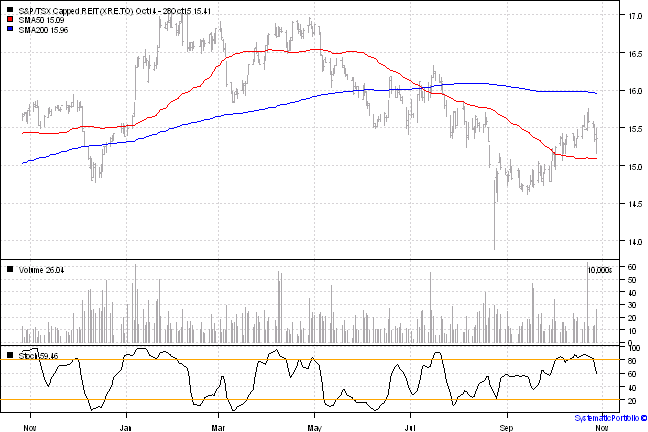 S&P/TSX Capped REIT(XRE.TO) Oct14 - 28Oct15 15.41
SMA50 15.09
SMA200 15.96
17.0
16.5
16.0
15.5
15.0
14.5
14.0
Volume 26.04
10,000s
60
50
40
30
20
10
0
Stoch 59.46
100
80
60
40
20
Nov
Jan
Mar
May
Jul
Sep
Nov
SystematicPortfolio ©